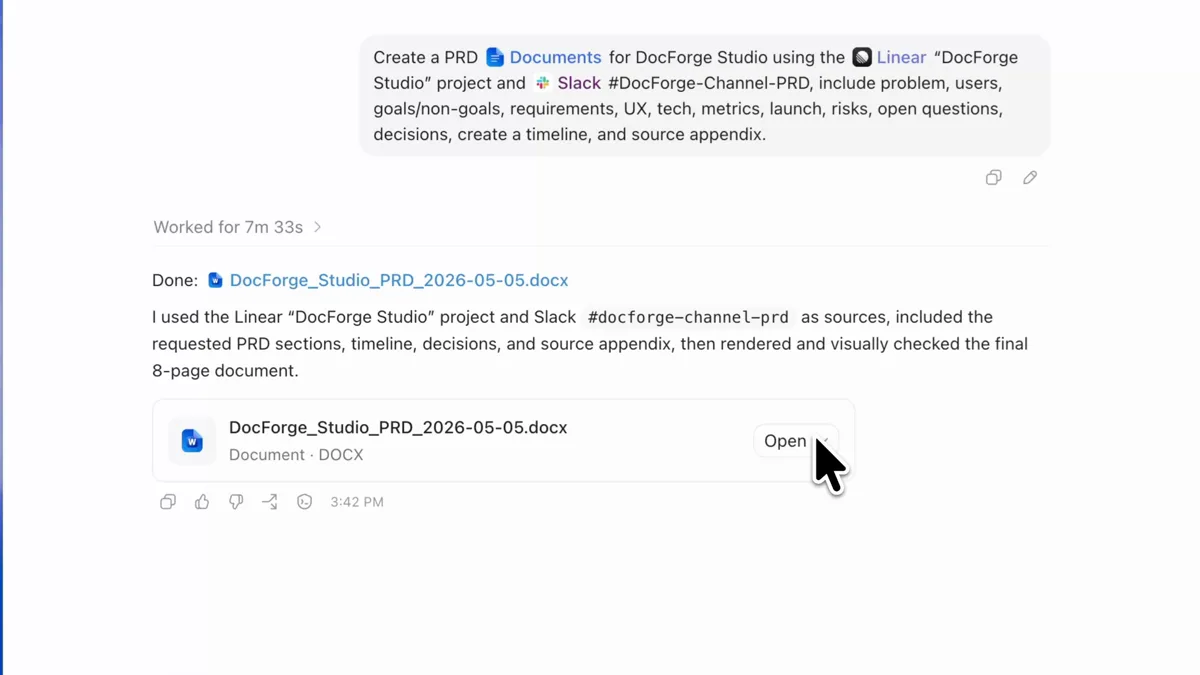 Create a PRD Documents for DocForge Studio using the Linear “DocForge
Studio” project and Slack #DocForge-Channel-PRD, include problem, users,
goals/non-goals, requirements, UX, tech, metrics, launch, risks, open questions,
decisions, create a timeline, and source appendix.
Worked for 7m 33s
Done: DocForge_Studio_PRD_2026-05-05.docx
I used the Linear “DocForge Studio” project and Slack #docforge-channel-prd as sources, included the
requested PRD sections, timeline, decisions, and source appendix, then rendered and visually checked the final
8-page document.
DocForge_Studio_PRD_2026-05-05.docx
Open
Document · DOCX
3:42 PM